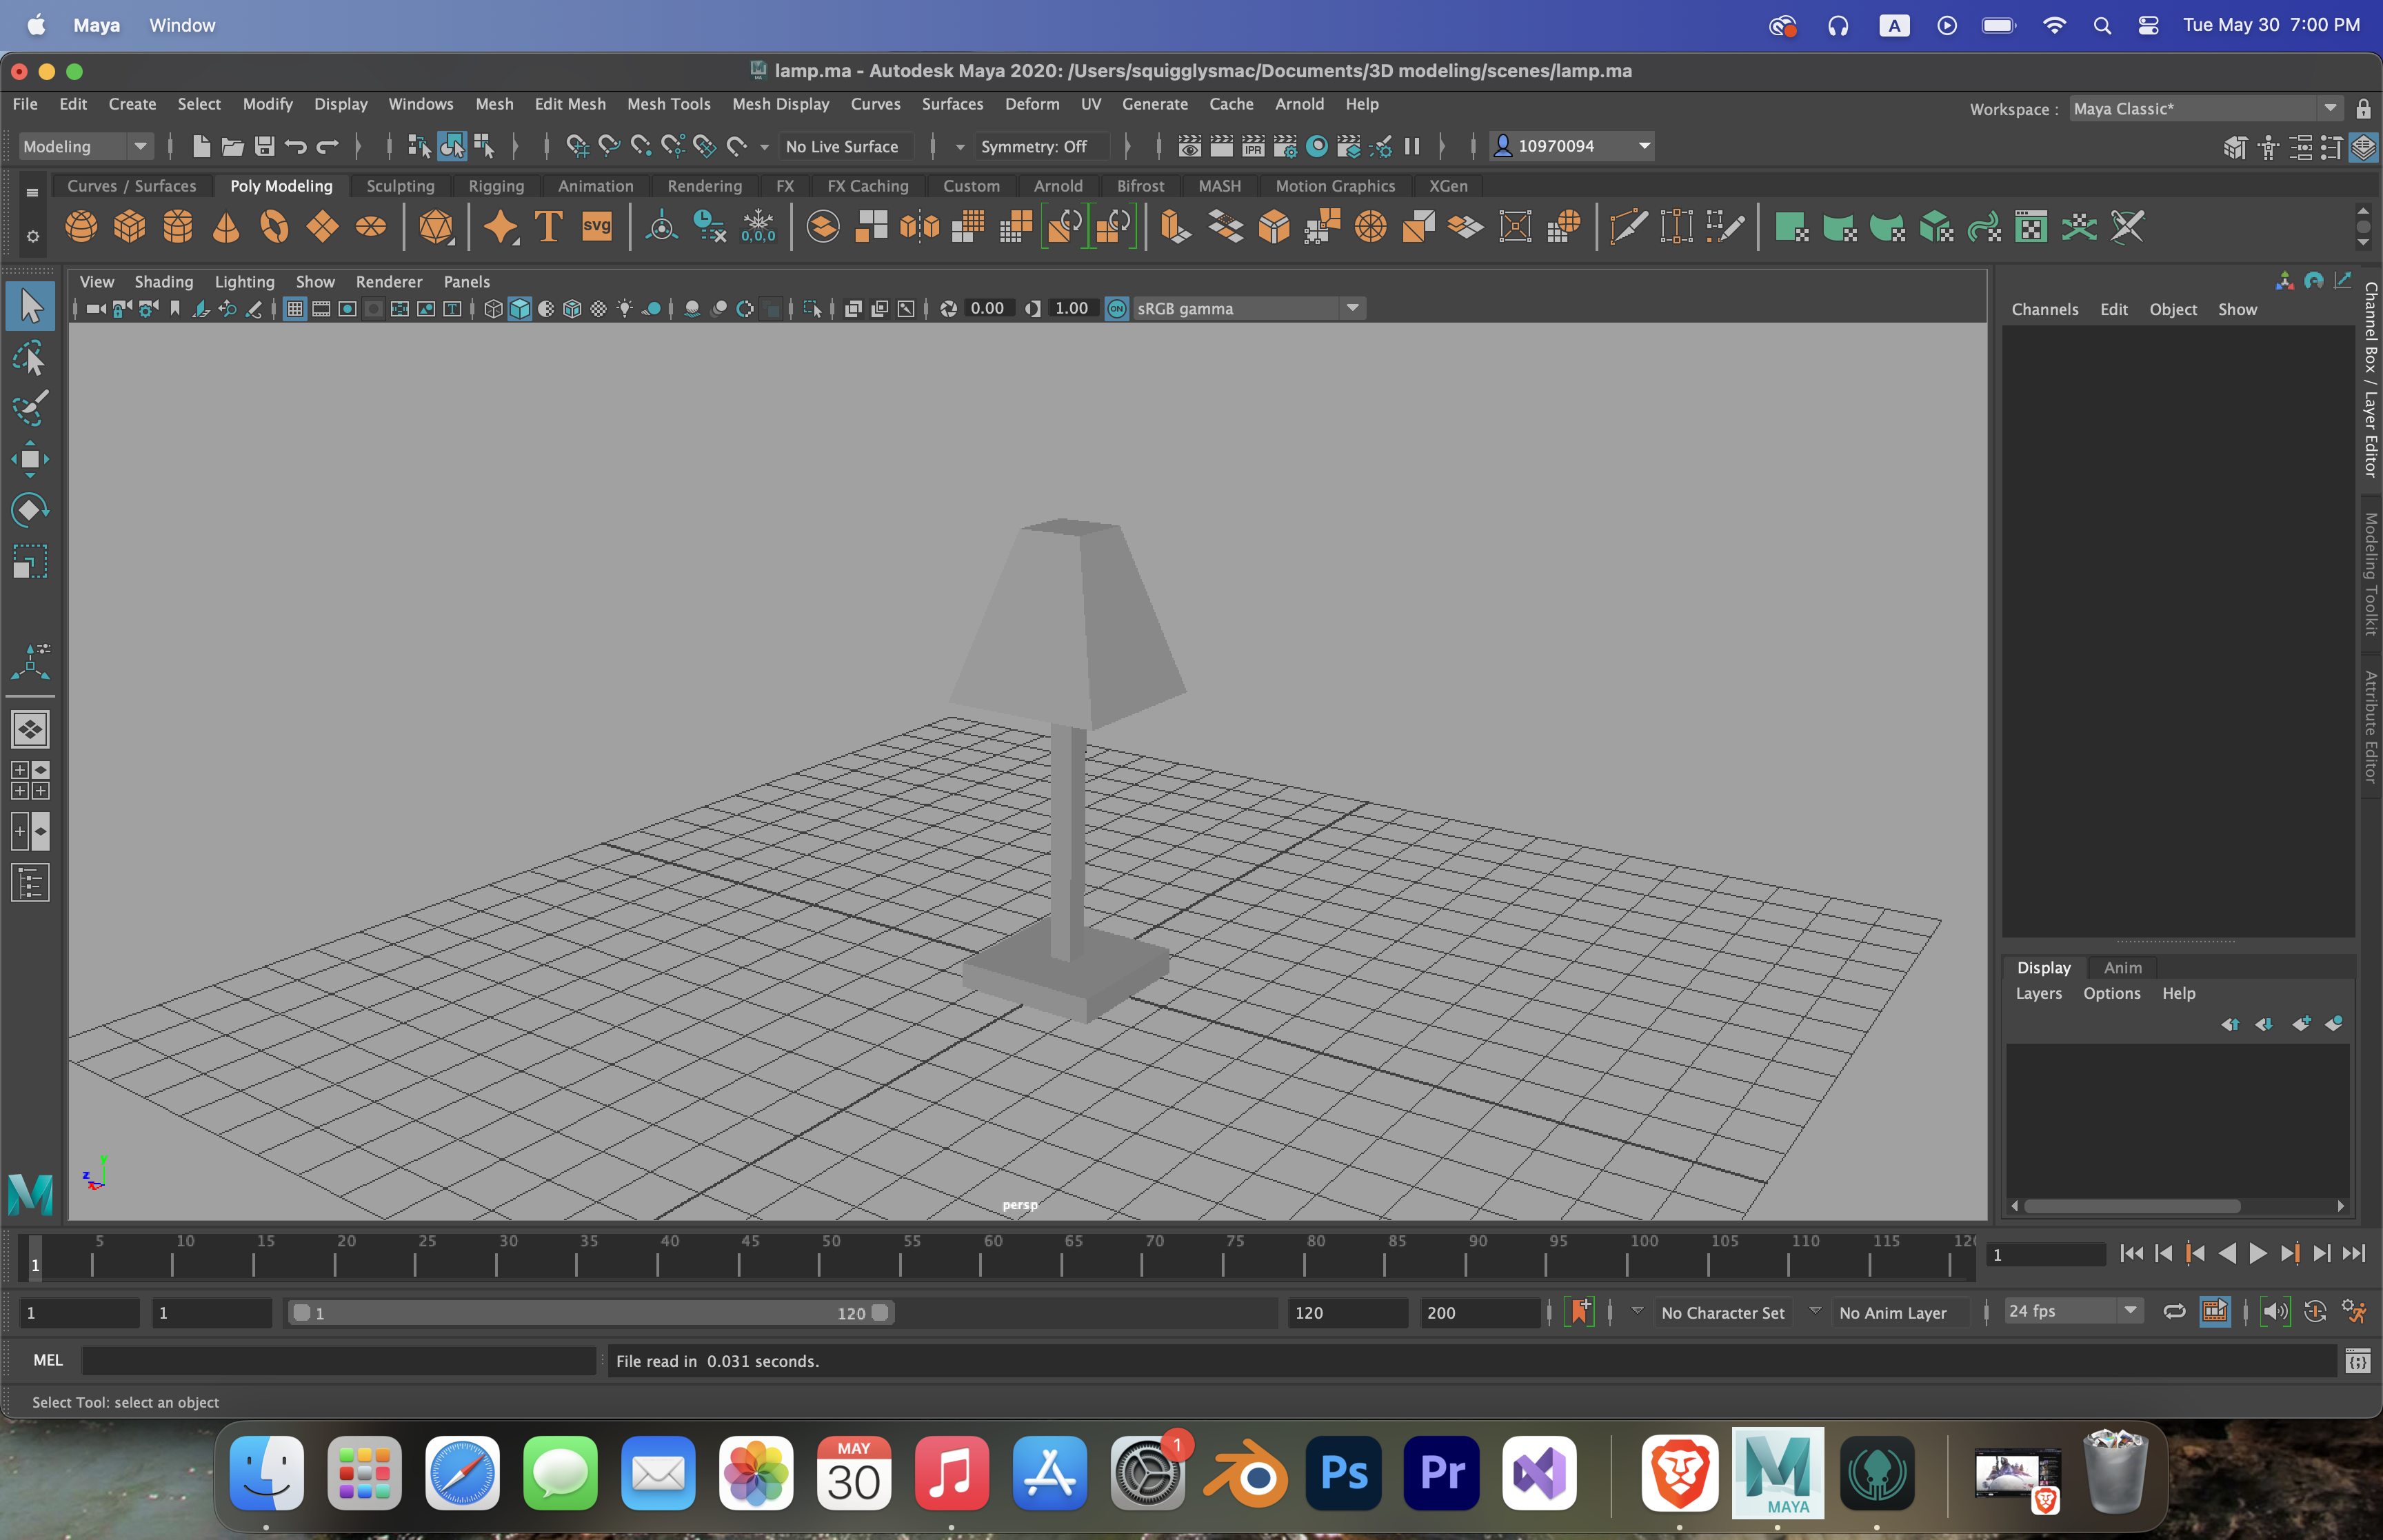 Maya Window A Tue May 30 7:00 PM
lamp.ma - Autodesk Maya 2020: /Users/squigglysmac/Documents/3D modeling/scenes/lamp.ma
File Edit Create Select Modify Display Windows Mesh Edit Mesh Mesh Tools Mesh Display Curves Surfaces Deform UV Generate Cache Arnold Help Workspace : Maya Classic*
Modeling No Live Surface Symmetry: Off IPR 10970094
Curves / Surfaces Poly Modeling Sculpting Rigging Animation Rendering FX FX Caching Custom Arnold Bifrost MASH Motion Graphics XGen
T svg 0,0,0
View Shading Lighting Show Renderer Panels
0.00 1.00 ON sRGB gamma
Channels Edit Object Show
Channel Box / Layer Editor
Modeling Toolkit
Attribute Editor
Display Anim
Layers Options Help
y
z
x
persp
5 10 15 20 25 30 35 40 45 50 55 60 65 70 75 80 85 90 95 100 105 110 115 120
1 1
1 1 1 120 120 200 No Character Set No Anim Layer 24 fps
MEL File read in 0.031 seconds.
Select Tool: select an object
MAY
30
1
Ps
Pr
MAYA